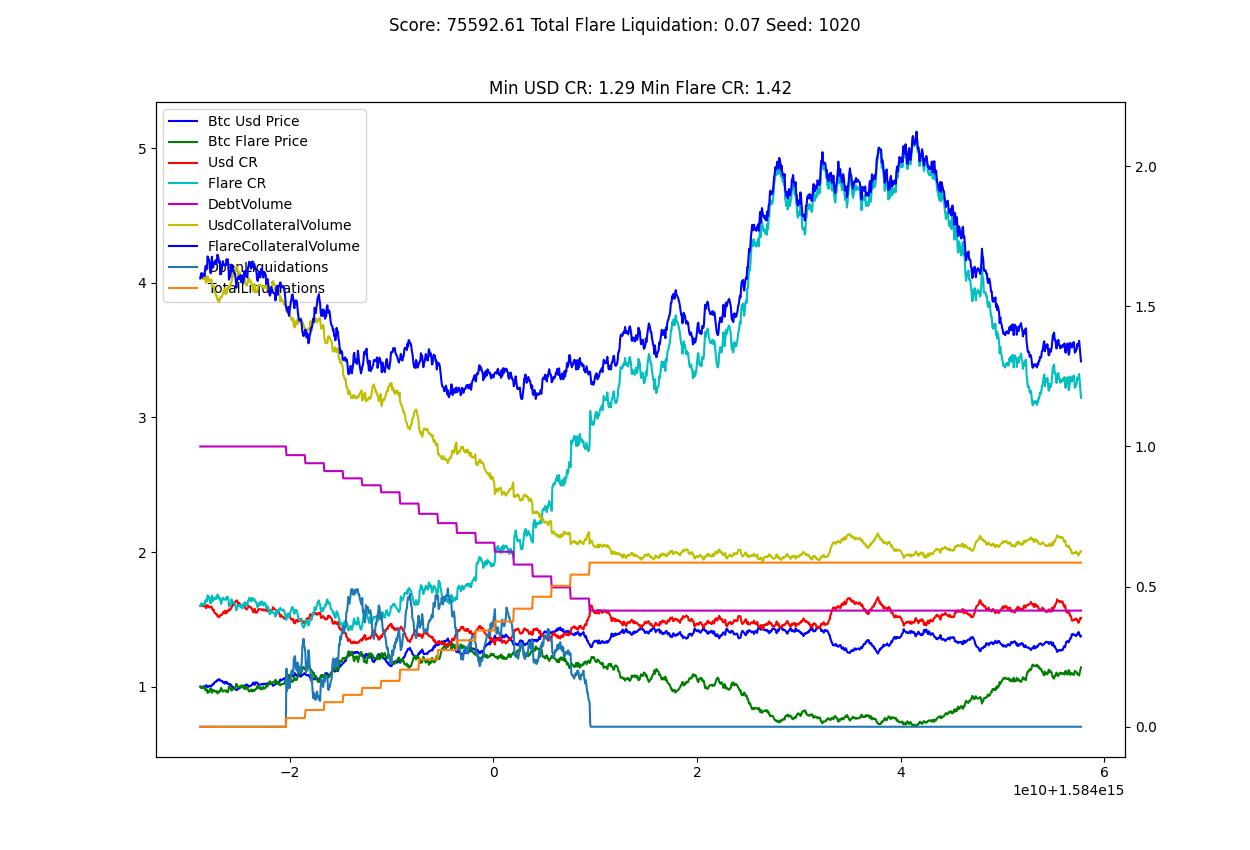 Score: 75592.61 Total Flare Liquidation: 0.07 Seed: 1020
Min USD CR: 1.29 Min Flare CR: 1.42
Btc Usd Price
Btc Flare Price
Usd CR
Flare CR
DebtVolume
UsdCollateralVolume
FlareCollateralVolume
OpenLiquidations
TotalLiquidations
5
4
3
2
1
2.0
1.5
1.0
0.5
0.0
−2
0
2
4
6
1e10+1.584e15